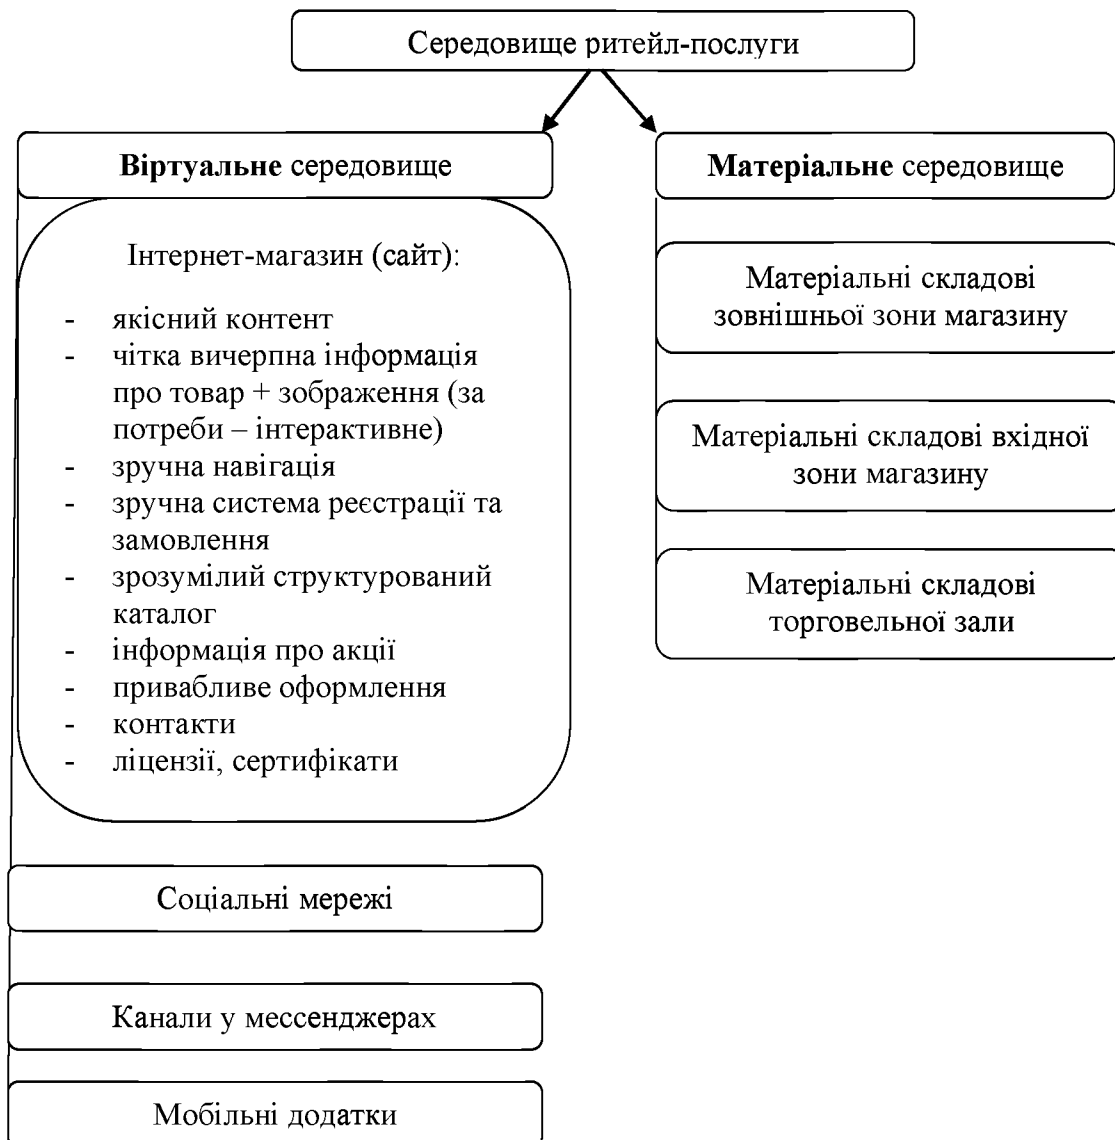 Середовище ритейл-послуги
Віртуальне середовище
Інтернет-магазин (сайт):
- якісний контент
- чітка вичерпна інформація
про товар + зображення (за
потреби – інтерактивне)
- зручна навігація
- зручна система реєстрації та
замовлення
- зрозумілий структурований
каталог
- інформація про акції
- привабливе оформлення
- контакти
- ліцензії, сертифікати
Соціальні мережі
Канали у мессенджерах
Мобільні додатки
Матеріальне середовище
Матеріальні складові
зовнішньої зони магазину
Матеріальні складові вхідної
зони магазину
Матеріальні складові
торговельної зали